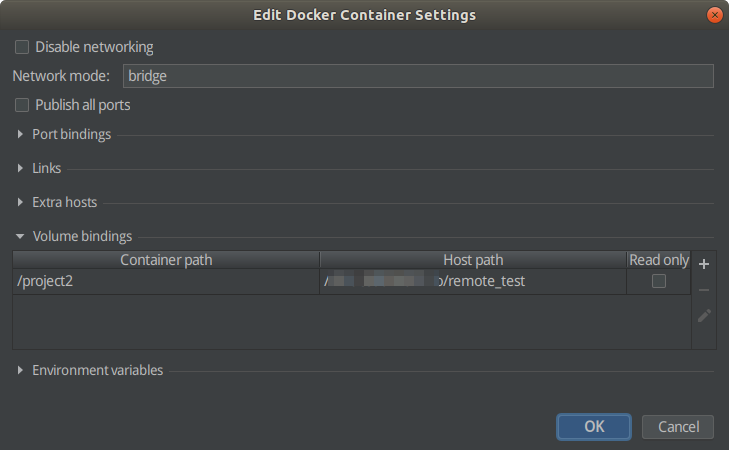 Edit Docker Container Settings
Disable networking
Network mode: bridge
Publish all ports
Port bindings
Links
Extra hosts
Volume bindings
Container path Host path Read only
/project2 / /remote_test
Environment variables
OK Cancel